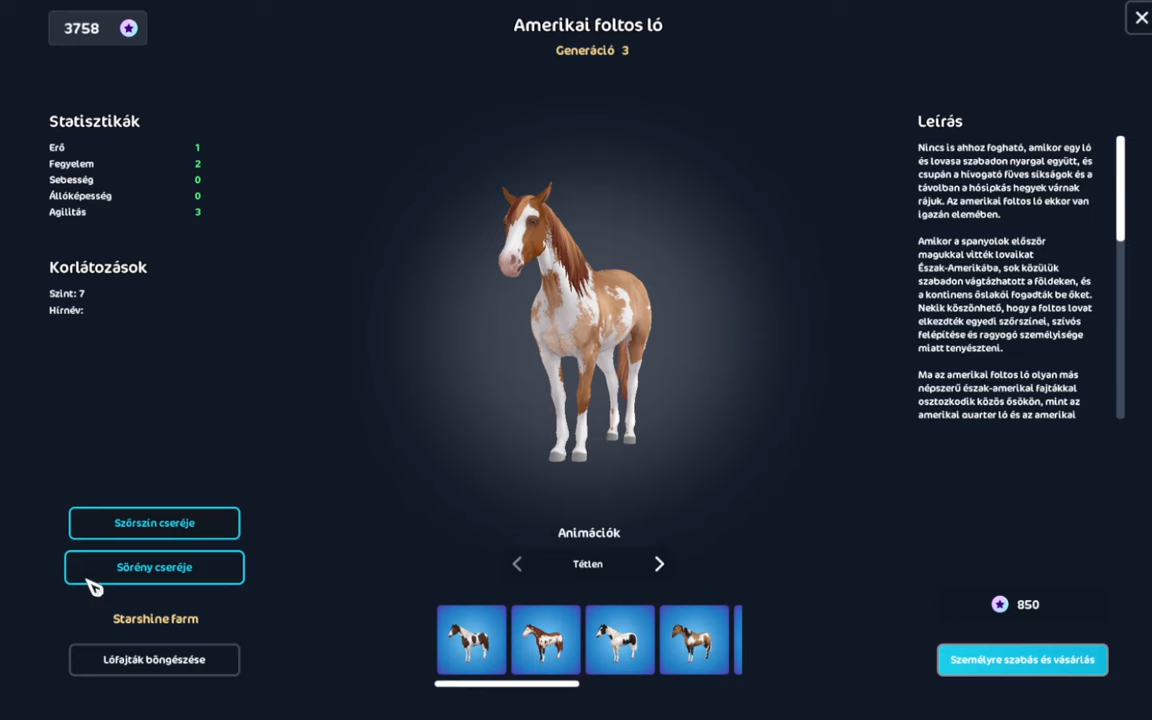 3758
Amerikai foltos ló
Generáció 3
Statisztikák
Erő 1
Fegyelem 2
Sebesség 0
Állóképesség 0
Agilitás 3
Korlátozások
Szint: 7
Hírnév:
Leírás
Nincs is ahhoz fogható, amikor egy ló
és lovasa szabadon nyargal együtt, és
csupán a hívogató füves síkságok és a
távolban a hósipkás hegyek várnak
rájuk. Az amerikai foltos ló ekkor van
igazán elemében.
Amikor a spanyolok először
magukkal vitték lovaikat
Észak-Amerikába, sok közülük
szabadon vágtázhatott a földeken, és
a kontinens őslakói fogadták be őket.
Nekik köszönhető, hogy a foltos lovat
elkezdték egyedi szőrszínei, szívós
felépítése és ragyogó személyisége
miatt tenyészteni.
Ma az amerikai foltos ló olyan más
népszerű észak-amerikai fajtákkal
osztozkodik közös ősökön, mint az
amerikai quarter ló és az amerikai
Szőrszín cseréje
Sörény cseréje
Starshine farm
Lófajták böngészése
Animációk
Tétlen
850
Személyre szabás és vásárlás